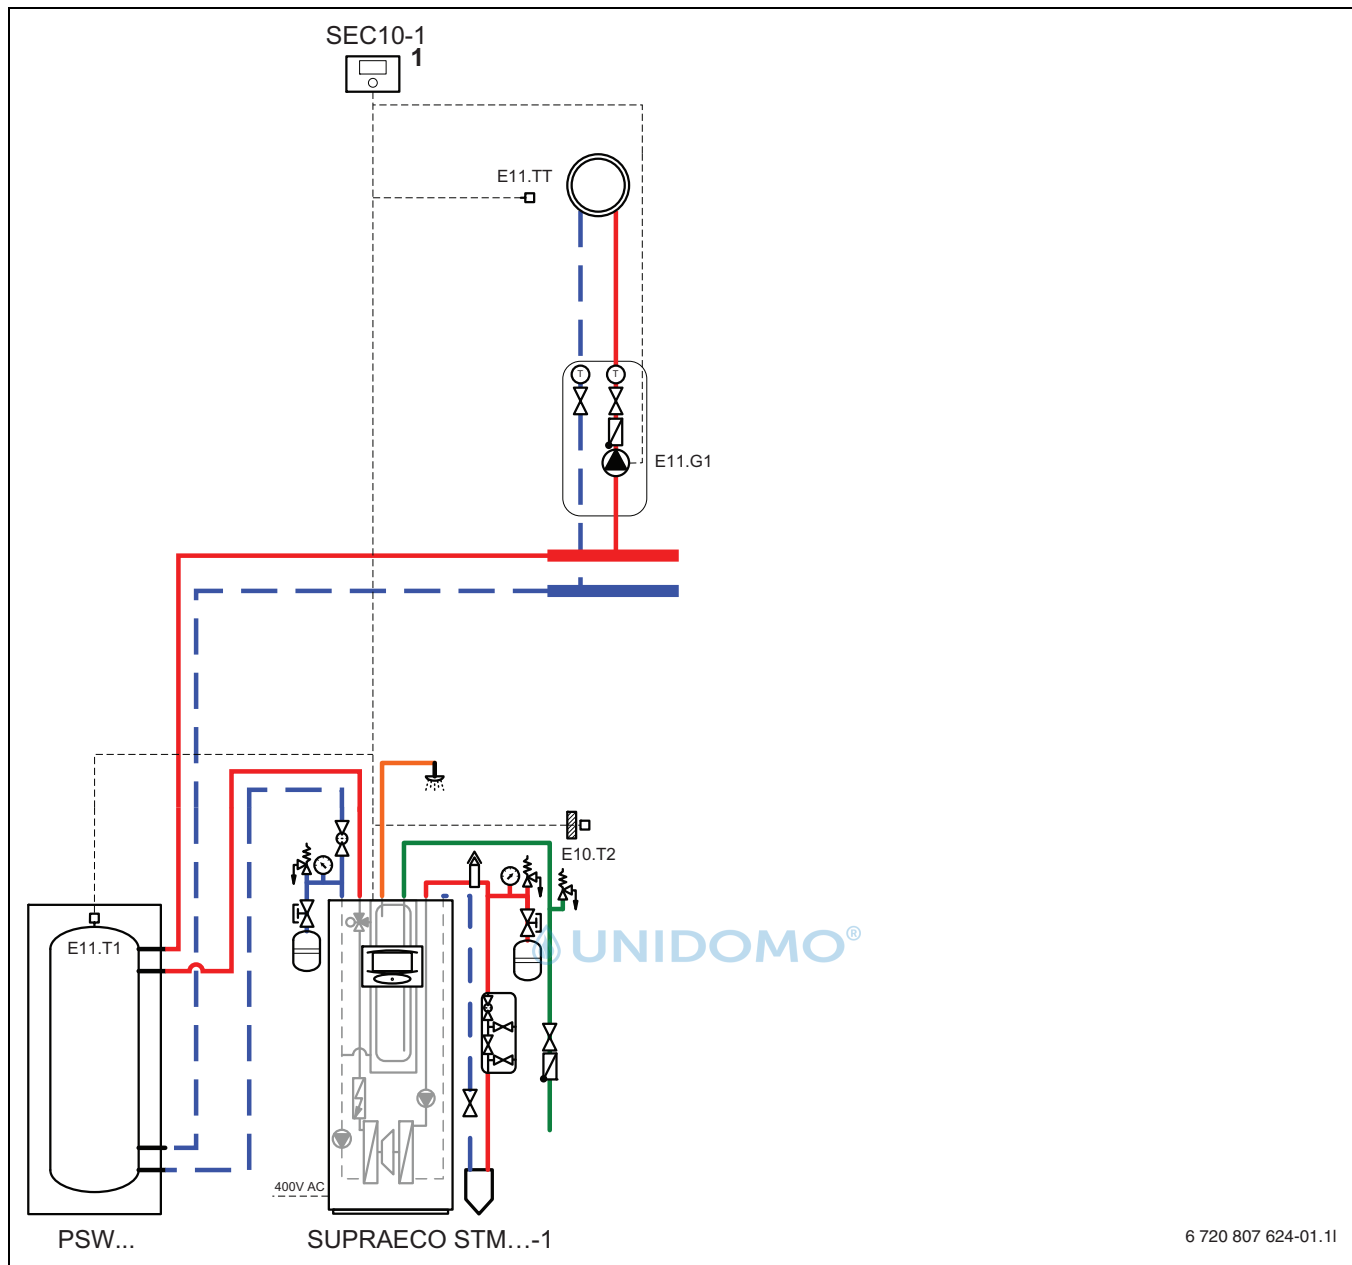 SEC10-1
1
E11.TT
T T
E11.G1
E10.T2
E11.T1
UNIDOMO®
400V AC
PSW...
SUPRAECO STM...-1
6 720 807 624-01.1I